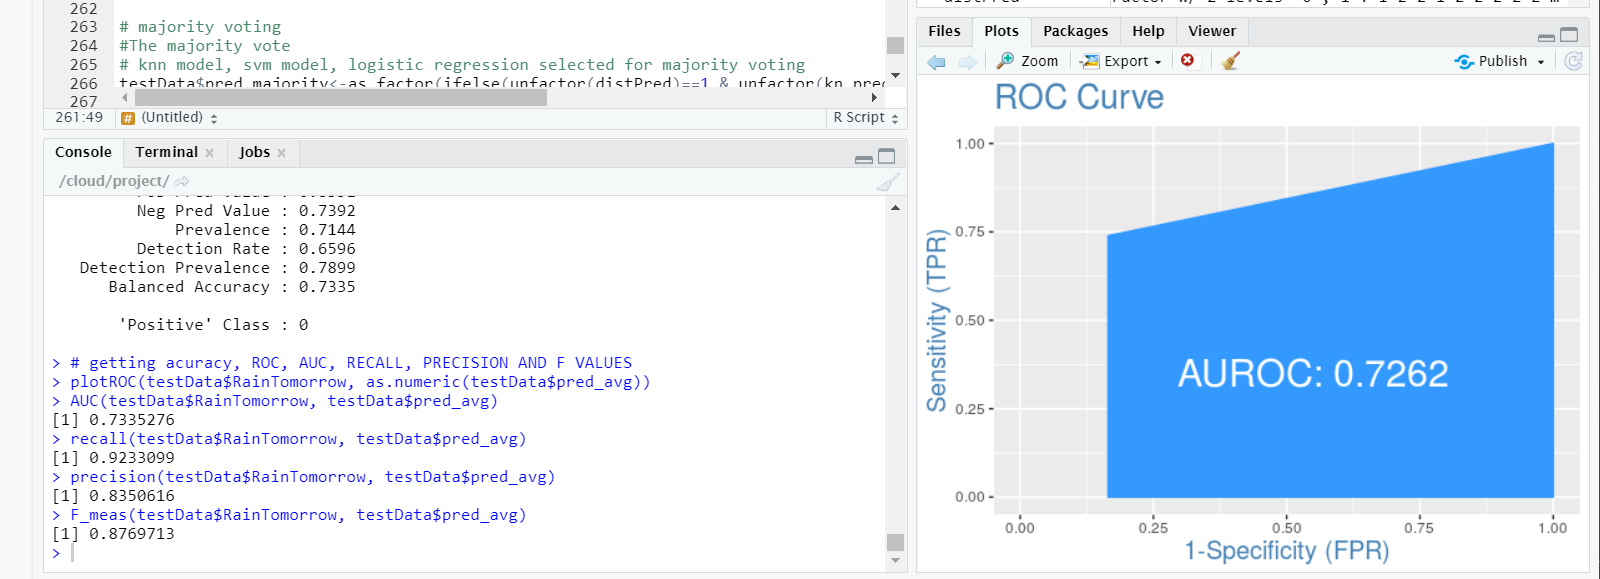 262
263 # majority voting
264 #The majority vote
265 # knn model, svm model, logistic regression selected for majority voting
266 testData$pred_majority<-as.factor(ifelse(unfactor(distPred)==1 & unfactor(kn_pred
267
261:49 # (Untitled) R Script
Console Terminal Jobs
/cloud/project/
Neg Pred Value : 0.7392
Prevalence : 0.7144
Detection Rate : 0.6596
Detection Prevalence : 0.7899
Balanced Accuracy : 0.7335
'Positive' Class : 0
> # getting acuracy, ROC, AUC, RECALL, PRECISION AND F VALUES
> plotROC(testData$RainTomorrow, as.numeric(testData$pred_avg))
> AUC(testData$RainTomorrow, testData$pred_avg)
[1] 0.7335276
> recall(testData$RainTomorrow, testData$pred_avg)
[1] 0.9233099
> precision(testData$RainTomorrow, testData$pred_avg)
[1] 0.8350616
> F_meas(testData$RainTomorrow, testData$pred_avg)
[1] 0.8769713
>
Files Plots Packages Help Viewer
Zoom Export Publish
ROC Curve
1.00
0.75
0.50
0.25
0.00
Sensitivity (TPR)
AUROC: 0.7262
0.00 0.25 0.50 0.75 1.00
1-Specificity (FPR)